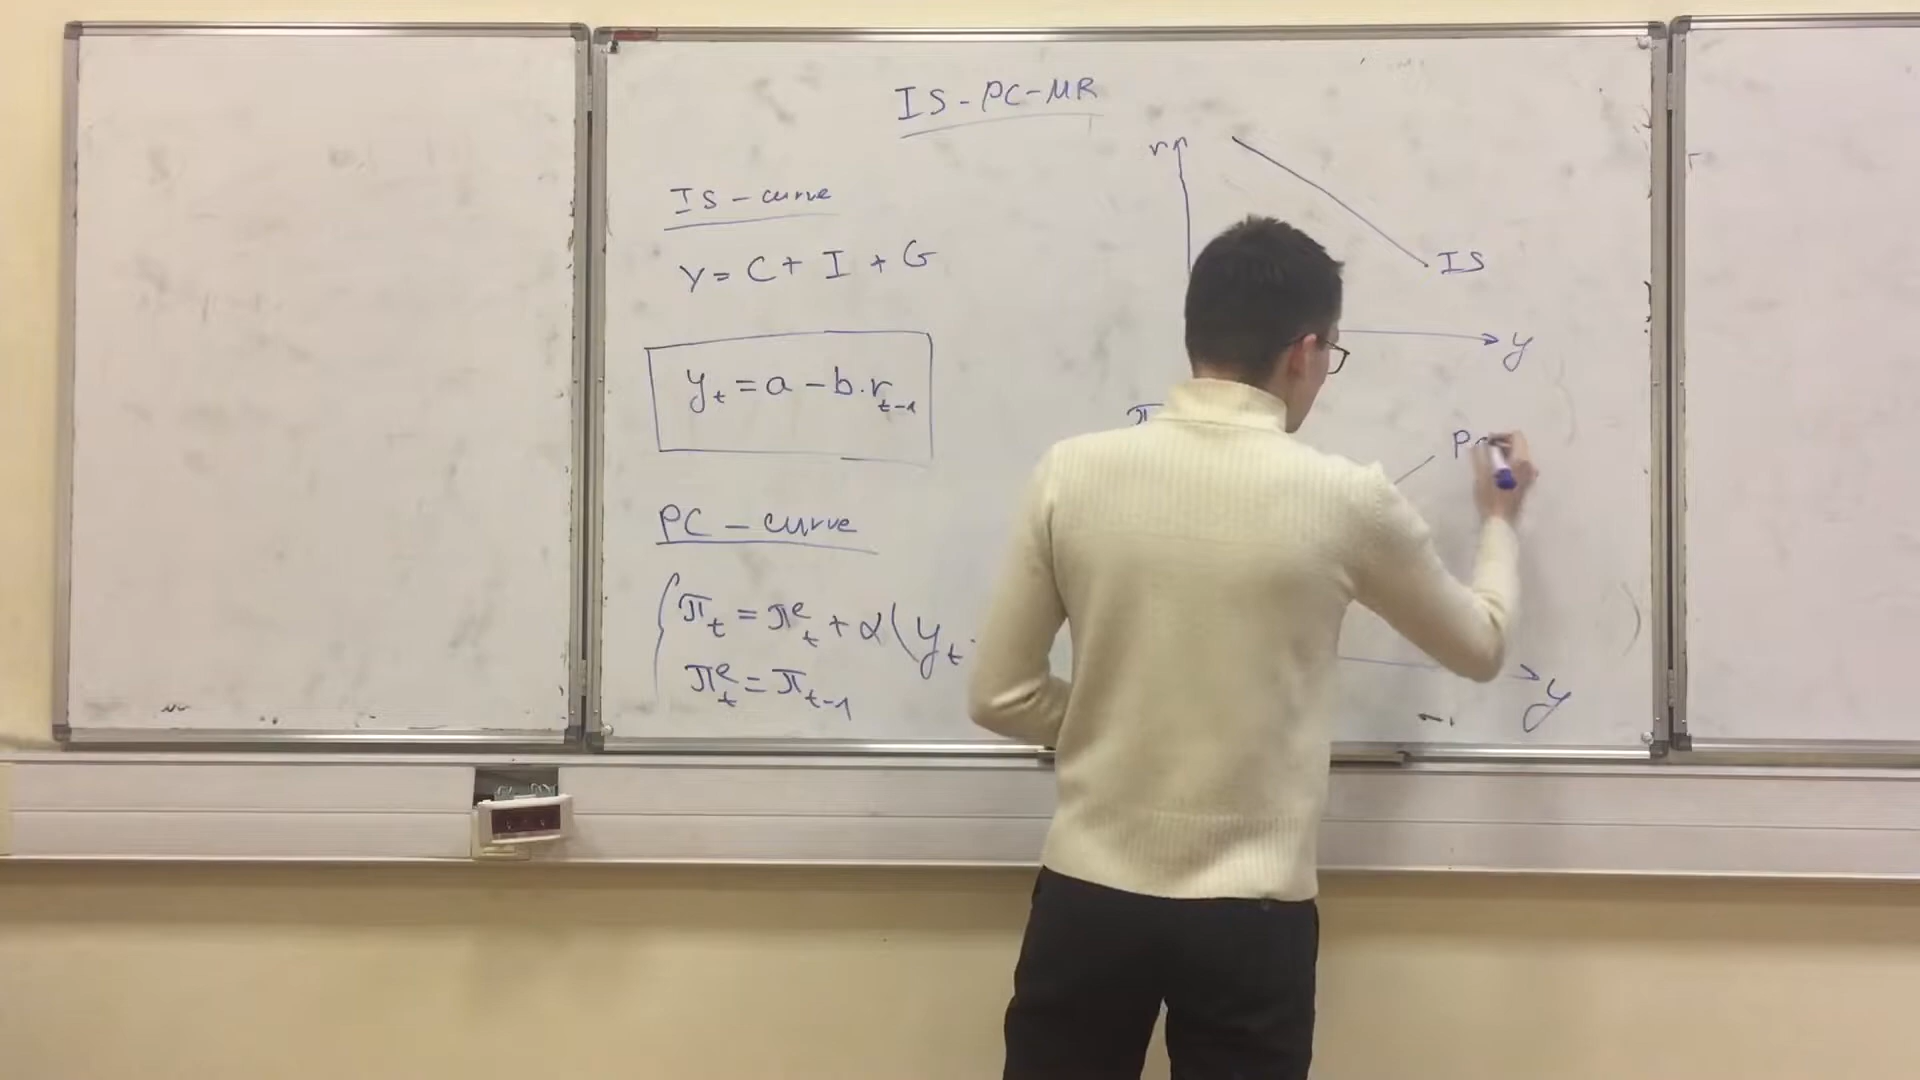 IS-PC-MR
IS-curve
Y = C + I + G
y_t = a - b·r_{t-1}
PC-curve
π_t = π^e_t + α(y_t
π^e_t = π_{t-1}
r
IS
y
π
P
y